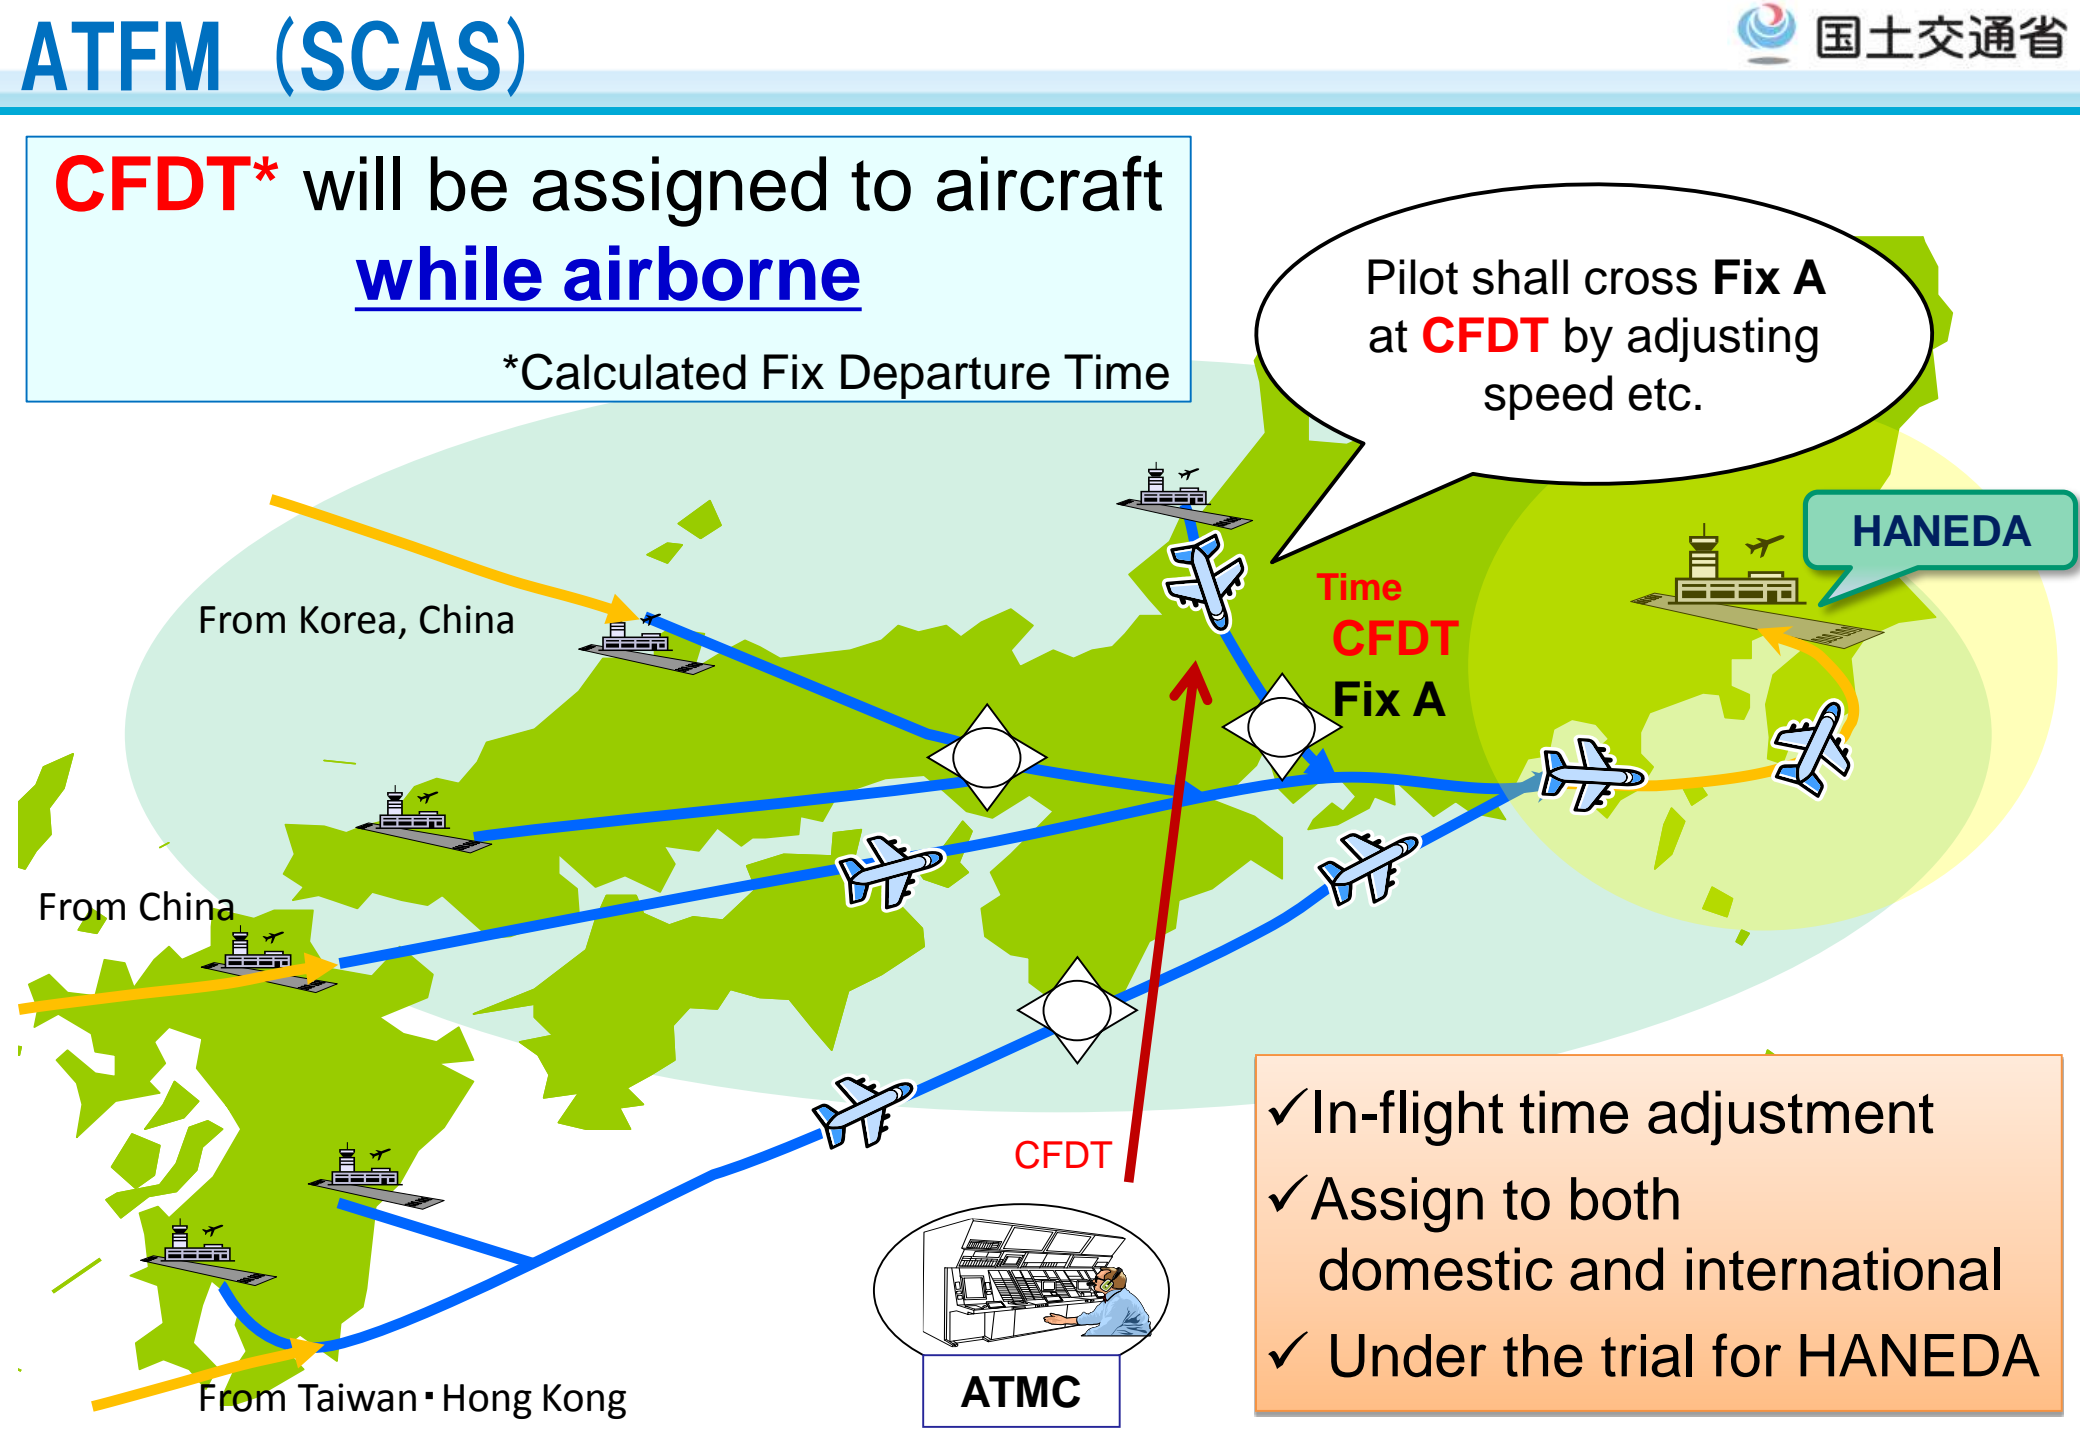 ATFM (SCAS)
国土交通省
CFDT* will be assigned to aircraft
while airborne
*Calculated Fix Departure Time
Pilot shall cross Fix A
at CFDT by adjusting
speed etc.
HANEDA
From Korea, China
Time
CFDT
Fix A
From China
CFDT
ATMC
From Taiwan・Hong Kong
✓In-flight time adjustment
✓Assign to both
domestic and international
✓ Under the trial for HANEDA